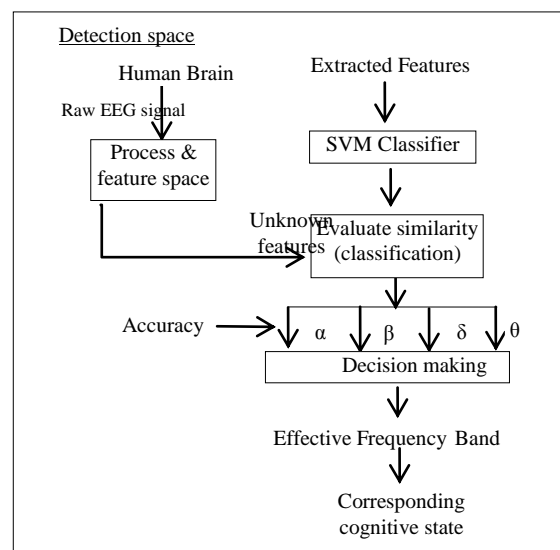 Detection space
Human Brain
Extracted Features
Raw EEG signal
Process &
feature space
SVM Classifier
Unknown
features
Evaluate similarity
(classification)
Accuracy
α β δ θ
Decision making
Effective Frequency Band
Corresponding
cognitive state